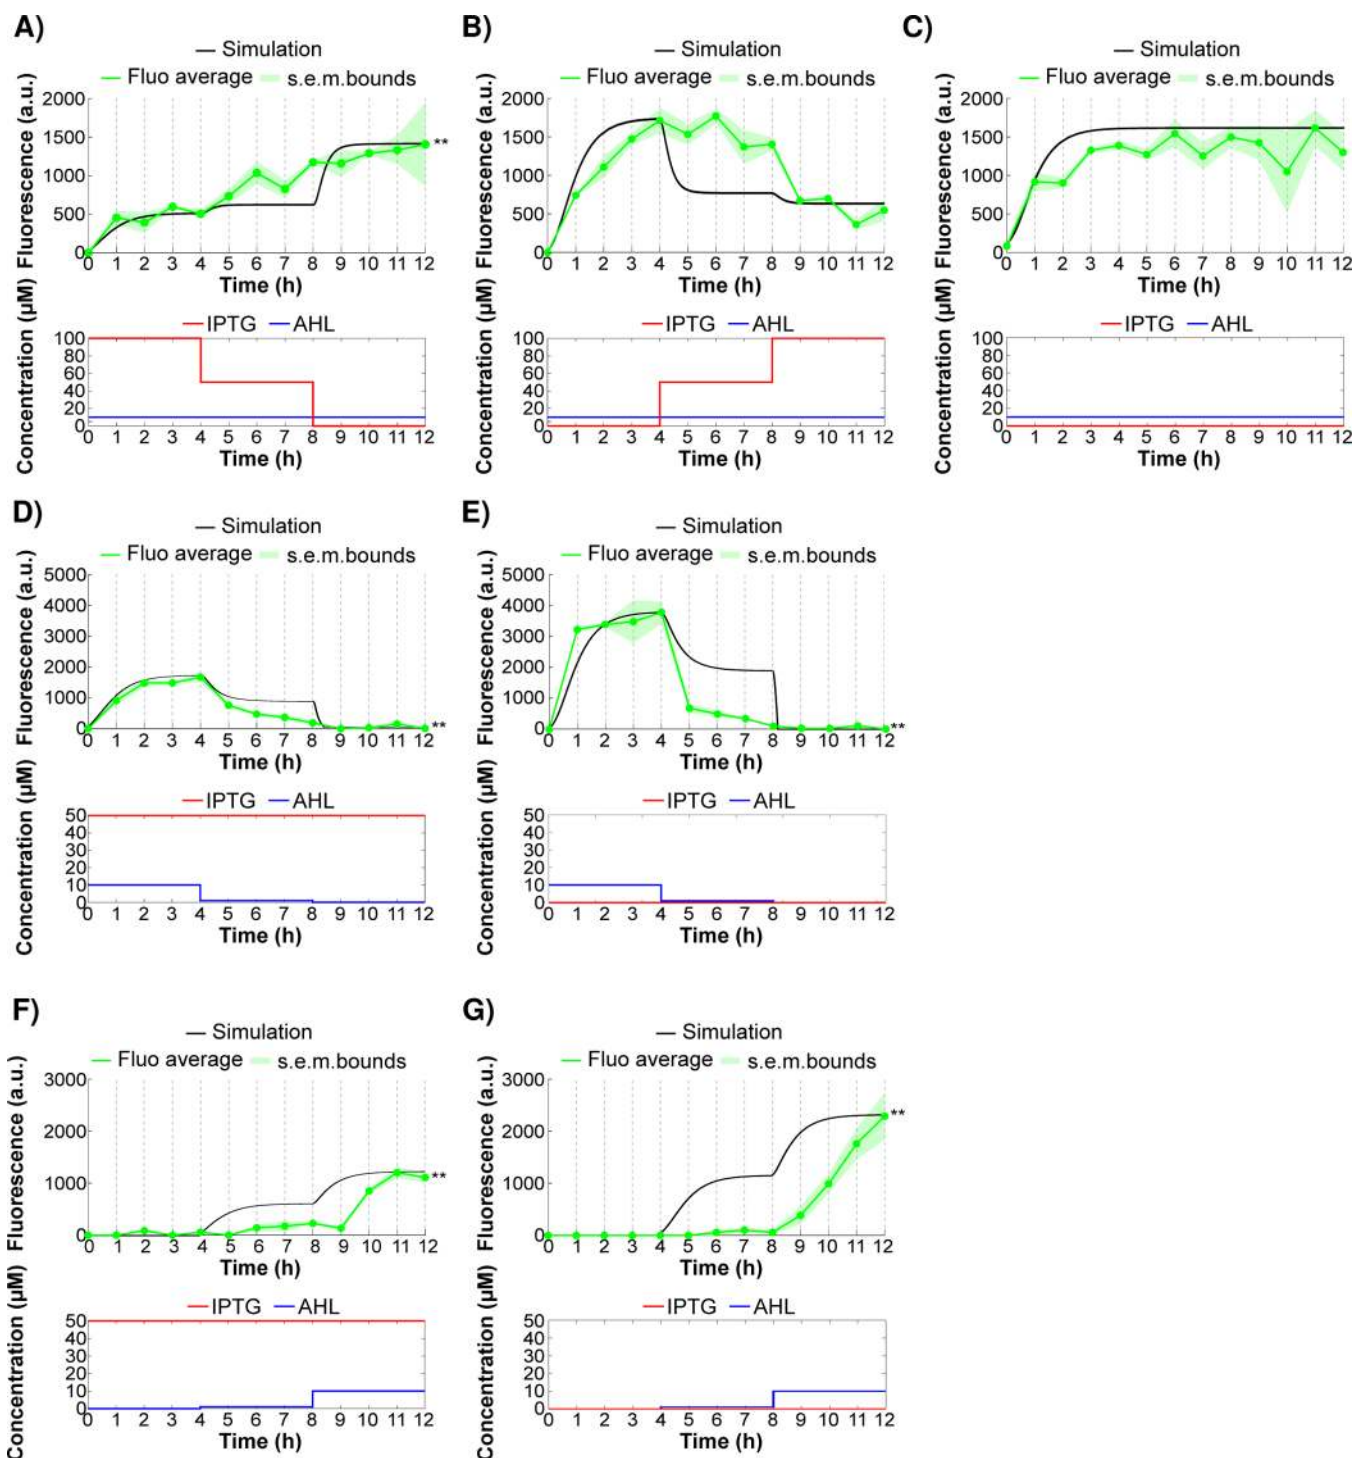 A)
— Simulation
Fluo average s.e.m.bounds
Fluorescence (a.u.)
2000
1500
1000
500
0
**
0 1 2 3 4 5 6 7 8 9 10 11 12
Time (h)
IPTG AHL
Concentration (µM)
100
80
60
40
20
0
0 1 2 3 4 5 6 7 8 9 10 11 12
Time (h)
B)
— Simulation
Fluo average s.e.m.bounds
Fluorescence (a.u.)
2000
1500
1000
500
0
0 1 2 3 4 5 6 7 8 9 10 11 12
Time (h)
IPTG AHL
Concentration (µM)
100
80
60
40
20
0
0 1 2 3 4 5 6 7 8 9 10 11 12
Time (h)
C)
— Simulation
Fluo average s.e.m.bounds
Fluorescence (a.u.)
2000
1500
1000
500
0
0 1 2 3 4 5 6 7 8 9 10 11 12
Time (h)
IPTG AHL
Concentration (µM)
100
80
60
40
20
0
0 1 2 3 4 5 6 7 8 9 10 11 12
Time (h)
D)
— Simulation
Fluo average s.e.m.bounds
Fluorescence (a.u.)
5000
4000
3000
2000
1000
0
**
0 1 2 3 4 5 6 7 8 9 10 11 12
Time (h)
IPTG AHL
Concentration (µM)
50
40
30
20
10
0
0 1 2 3 4 5 6 7 8 9 10 11 12
Time (h)
E)
— Simulation
Fluo average s.e.m.bounds
Fluorescence (a.u.)
5000
4000
3000
2000
1000
0
**
0 1 2 3 4 5 6 7 8 9 10 11 12
Time (h)
IPTG AHL
Concentration (µM)
50
40
30
20
10
0
0 1 2 3 4 5 6 7 8 9 10 11 12
Time (h)
F)
— Simulation
Fluo average s.e.m.bounds
Fluorescence (a.u.)
3000
2000
1000
0
**
0 1 2 3 4 5 6 7 8 9 10 11 12
Time (h)
IPTG AHL
Concentration (µM)
50
40
30
20
10
0
0 1 2 3 4 5 6 7 8 9 10 11 12
Time (h)
G)
— Simulation
Fluo average s.e.m.bounds
Fluorescence (a.u.)
3000
2000
1000
0
**
0 1 2 3 4 5 6 7 8 9 10 11 12
Time (h)
IPTG AHL
Concentration (µM)
50
40
30
20
10
0
0 1 2 3 4 5 6 7 8 9 10 11 12
Time (h)